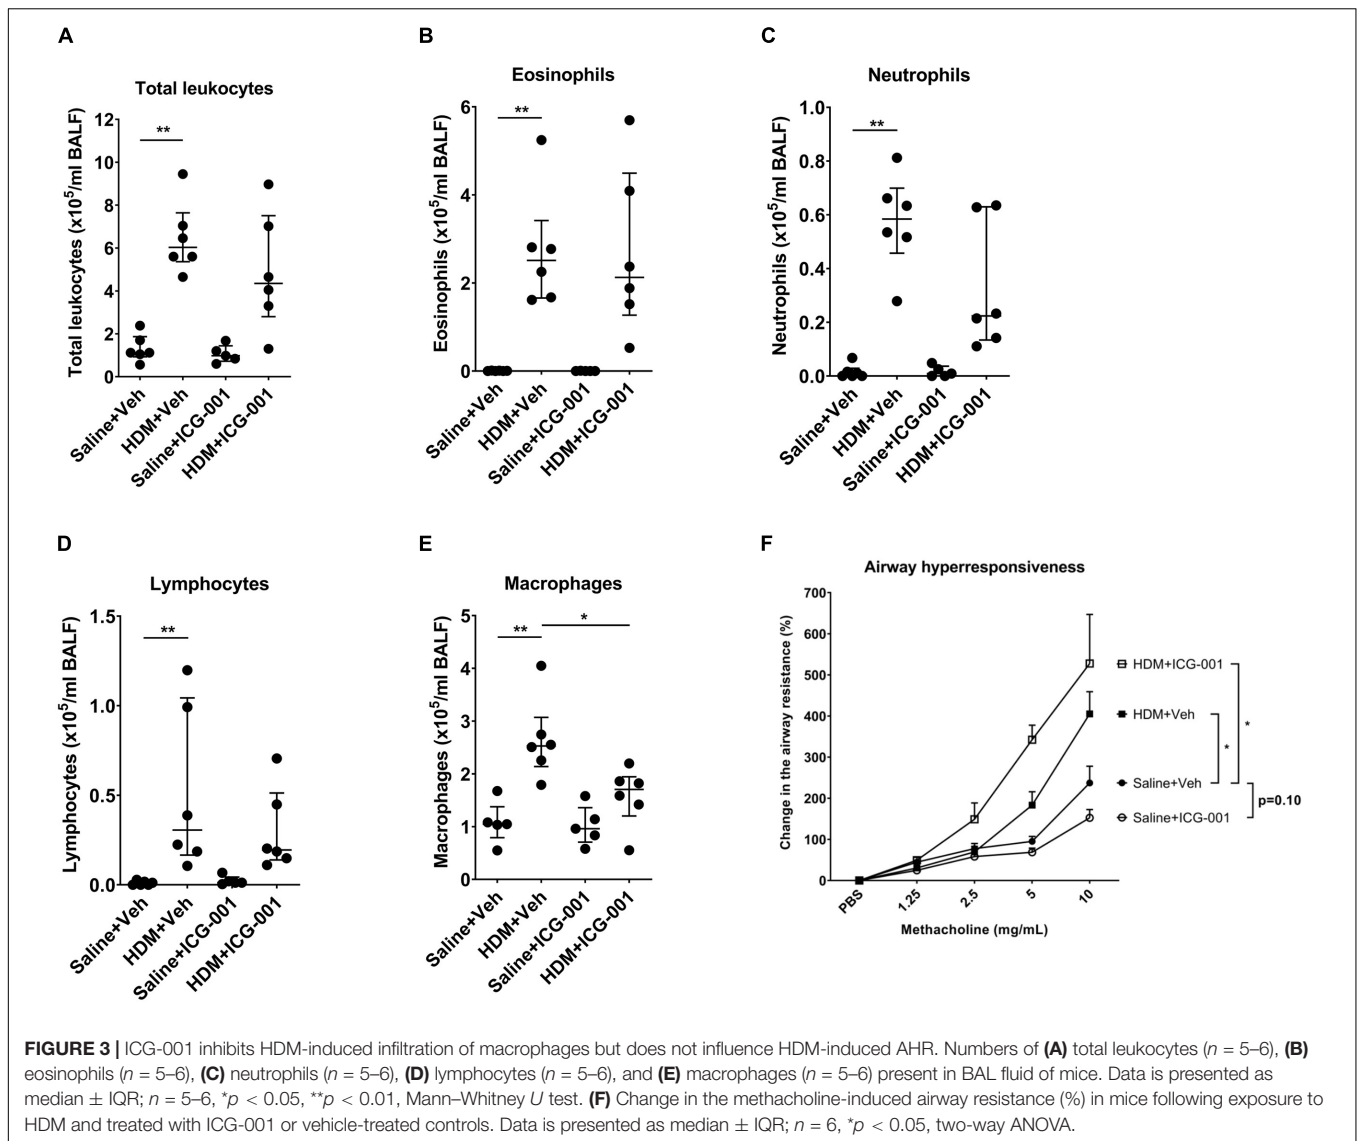 A
Total leukocytes
Total leukocytes (x10⁵/ml BALF)
12
10
8
6
4
2
0
**
Saline+Veh
HDM+Veh
Saline+ICG-001
HDM+ICG-001
B
Eosinophils
Eosinophils (x10⁵/ml BALF)
6
4
2
0
**
Saline+Veh
HDM+Veh
Saline+ICG-001
HDM+ICG-001
C
Neutrophils
Neutrophils (x10⁵/ml BALF)
1.0
0.8
0.6
0.4
0.2
0.0
**
Saline+Veh
HDM+Veh
Saline+ICG-001
HDM+ICG-001
D
Lymphocytes
Lymphocytes (x10⁵/ml BALF)
1.5
1.0
0.5
0.0
**
Saline+Veh
HDM+Veh
Saline+ICG-001
HDM+ICG-001
E
Macrophages
Macrophages (x10⁵/ml BALF)
5
4
3
2
1
0
**
*
Saline+Veh
HDM+Veh
Saline+ICG-001
HDM+ICG-001
F
Airway hyperresponsiveness
Change in the airway resistance (%)
700
600
500
400
300
200
100
0
PBS
1.25
2.5
5
10
Methacholine (mg/mL)
HDM+ICG-001
HDM+Veh
Saline+Veh
Saline+ICG-001
*
*
p=0.10
FIGURE 3 | ICG-001 inhibits HDM-induced infiltration of macrophages but does not influence HDM-induced AHR. Numbers of (A) total leukocytes (n = 5–6), (B)
eosinophils (n = 5–6), (C) neutrophils (n = 5–6), (D) lymphocytes (n = 5–6), and (E) macrophages (n = 5–6) present in BAL fluid of mice. Data is presented as
median ± IQR; n = 5–6, *p < 0.05, **p < 0.01, Mann–Whitney U test. (F) Change in the methacholine-induced airway resistance (%) in mice following exposure to
HDM and treated with ICG-001 or vehicle-treated controls. Data is presented as median ± IQR; n = 6, *p < 0.05, two-way ANOVA.